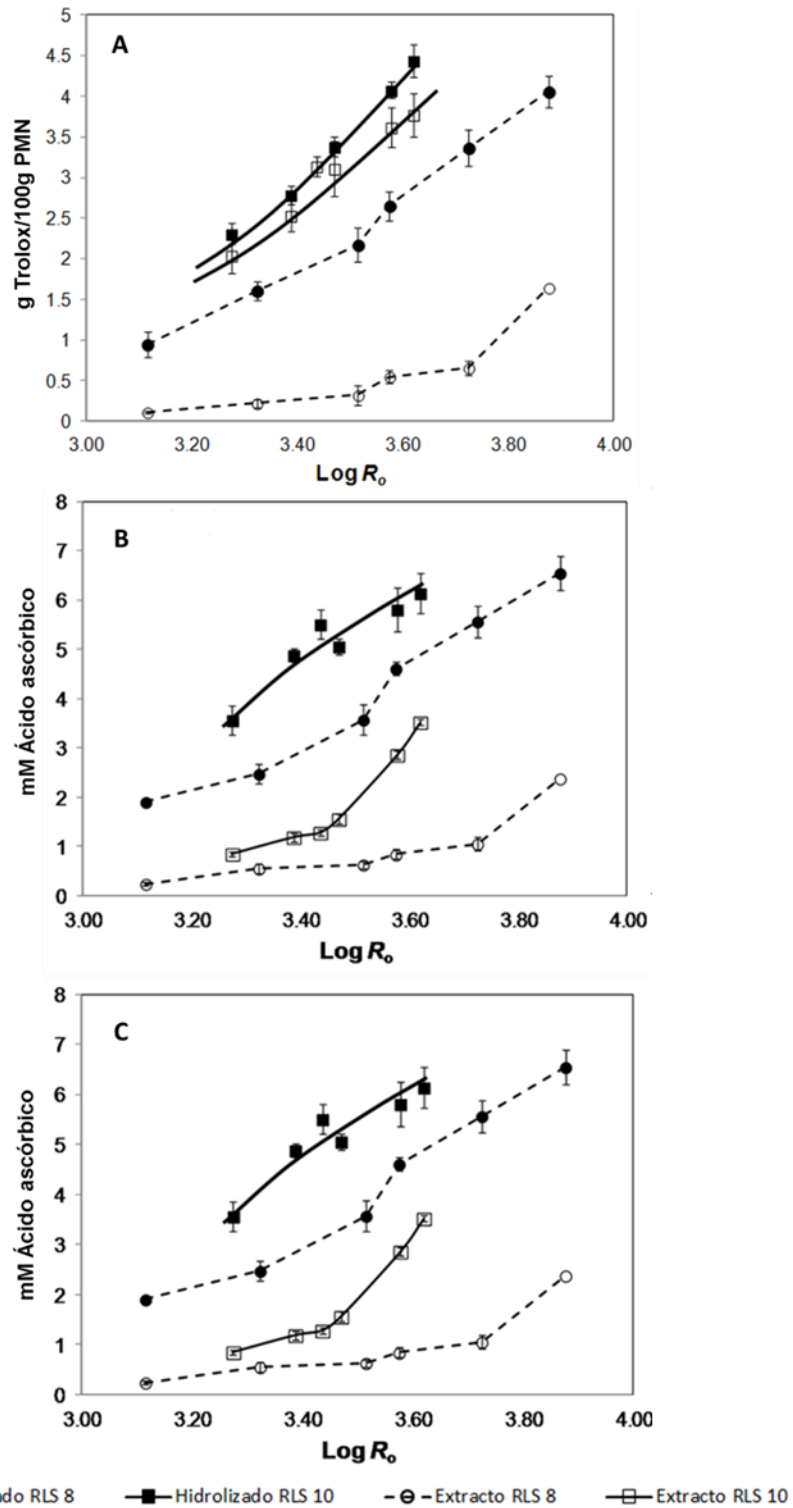 A
g Trolox/100g PMN
5
4.5
4
3.5
3
2.5
2
1.5
1
0.5
0
3.00 3.20 3.40 3.60 3.80 4.00
Log Ro
B
mM Ácido ascórbico
8
7
6
5
4
3
2
1
0
3.00 3.20 3.40 3.60 3.80 4.00
Log Ro
C
mM Ácido ascórbico
8
7
6
5
4
3
2
1
0
3.00 3.20 3.40 3.60 3.80 4.00
Log Ro
ado RLS 8 Hidrolizado RLS 10 Extracto RLS 8 Extracto RLS 10